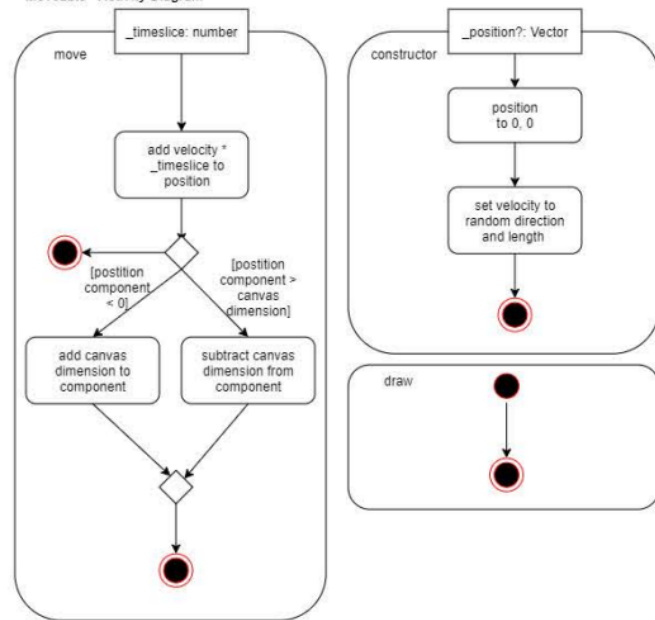 _timeslice: number
move
add velocity *
_timeslice to
position
[postition
component
< 0]
[postition
component >
canvas
dimension]
add canvas
dimension to
component
subtract canvas
dimension from
component
_position?: Vector
constructor
position
to 0, 0
set velocity to
random direction
and length
draw